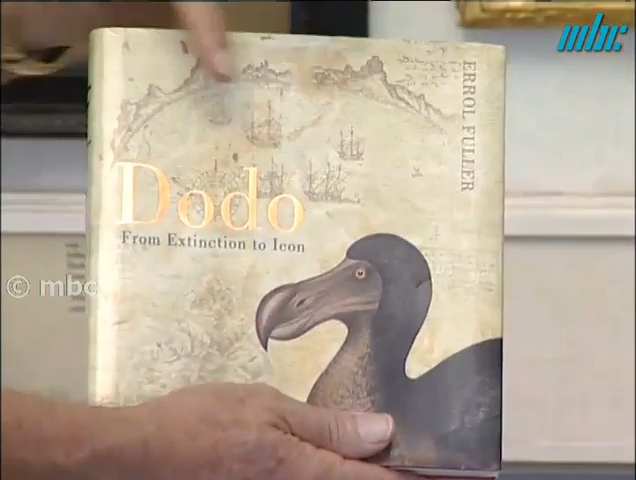 mbc
ERROL FULLER
Dodo
From Extinction to Icon
© mbc